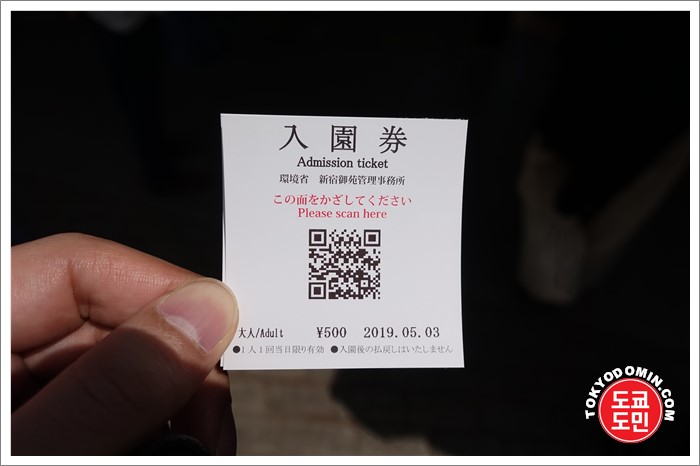 入園券
Admission ticket
環境省 新宿御苑管理事務所
この面をかざしてください
Please scan here
大人/Adult ¥500 2019.05.03
●1人1回当日限り有効 ●入園後の払戻しはいたしません
TOKYODOMIN.COM
도쿄
도민